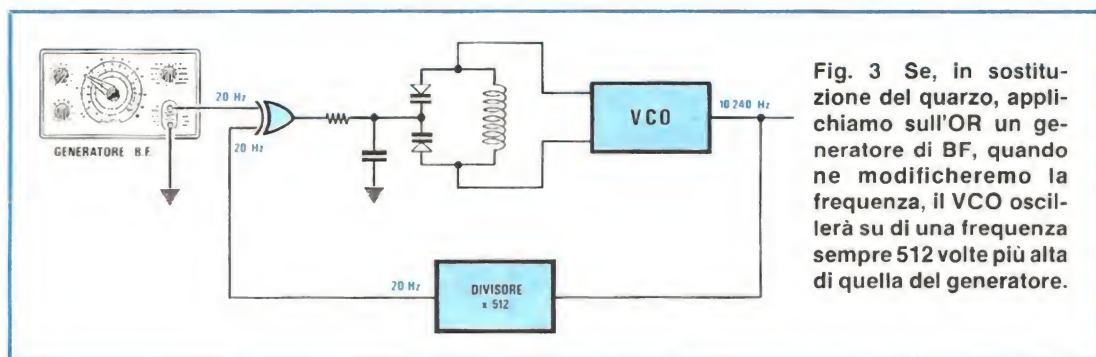 20 Hz
20 Hz
GENERATORE B.F.
VCO
10240 Hz
20 Hz
DIVISORE
x 512
Fig. 3 Se, in sostitu-
zione del quarzo, appli-
chiamo sull'OR un ge-
neratore di BF, quando
ne modificheremo la
frequenza, il VCO oscil-
lerà su di una frequenza
sempre 512 volte più alta
di quella del generatore.